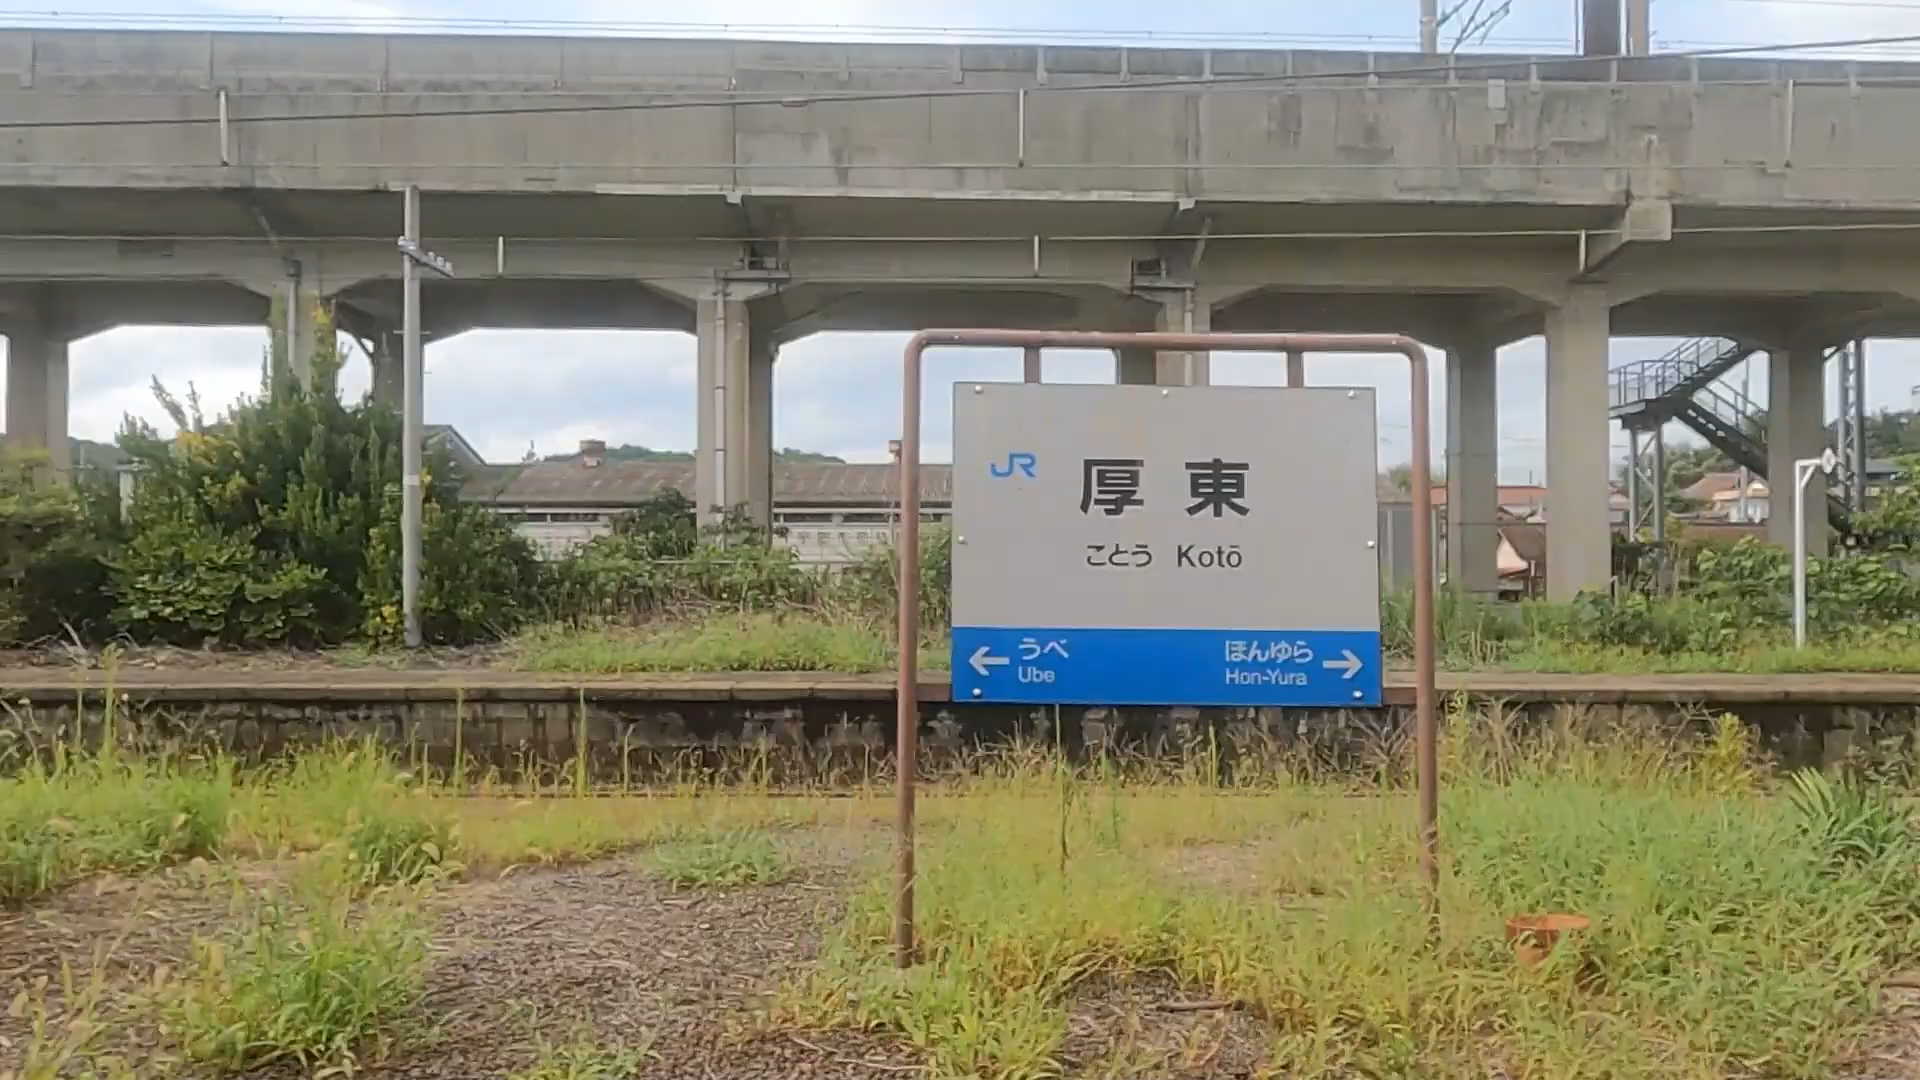 JR
厚東
ことう Kotō
← うべ
Ube
ほんゆら →
Hon-Yura